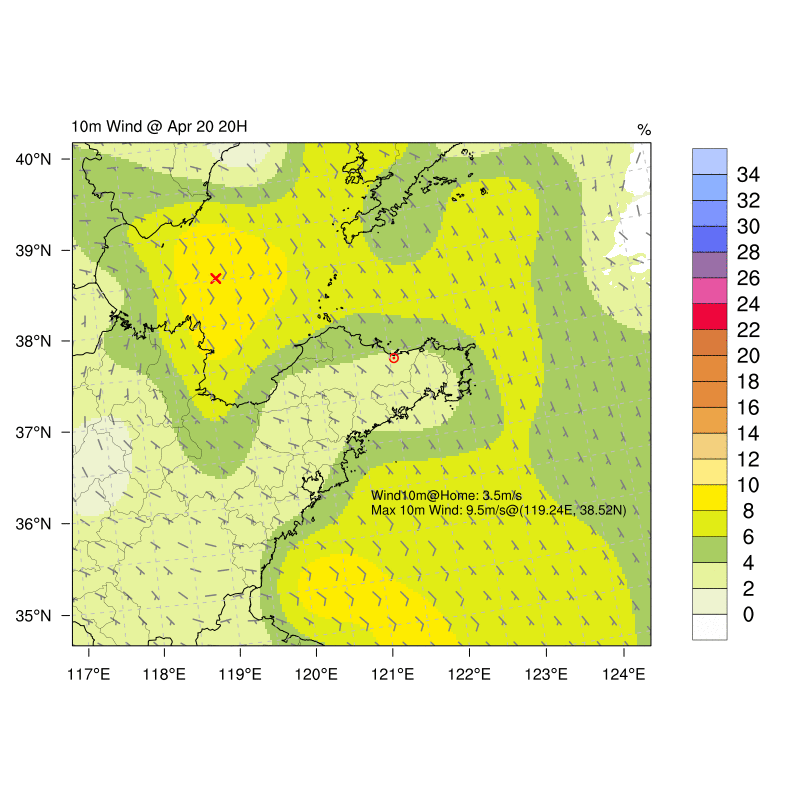 10m Wind @ Apr 20 20H
%
40°N
39°N
38°N
37°N
36°N
35°N
117°E 118°E 119°E 120°E 121°E 122°E 123°E 124°E
Wind10m@Home: 3.5m/s
Max 10m Wind: 9.5m/s@(119.24E, 38.52N)
34
32
30
28
26
24
22
20
18
16
14
12
10
8
6
4
2
0